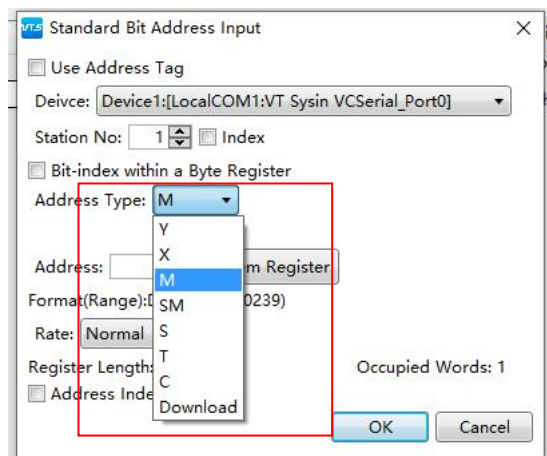 VTS Standard Bit Address Input
Use Address Tag
Deivce: Device1:[LocalCOM1:VT Sysin VCSerial_Port0]
Station No: 1 Index
Bit-index within a Byte Register
Address Type: M
Y
X
Address: m Register
M
Format(Range):D 0239)
SM
Rate: Normal
S
Register Length:
T
Occupied Words: 1
C
Address Inde
Download
OK Cancel